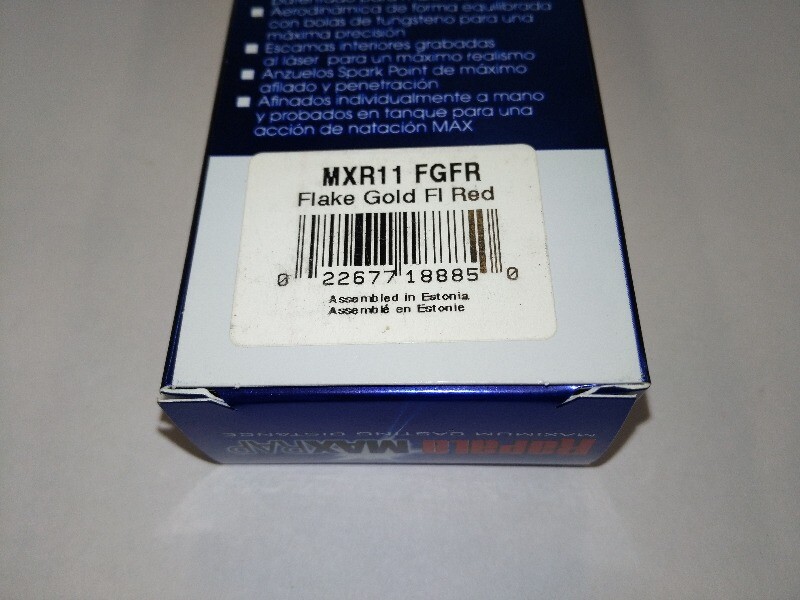 Aerodinámica de forma equilibrada
con bolas de tungsteno para una
máxima precisión
Escamas interiores grabadas
al láser para un máximo realismo
Anzuelos Spark Point de máximo
afilado y penetración
Afinados individualmente a mano
y probados en tanque para una
acción de natación MAX
MXR11 FGFR
Flake Gold Fl Red
0 22677 18885 0
Assembled in Estonia
Assemblé en Estonie
Rapala MAXRAP
MAXIMUM CASTING DISTANCE